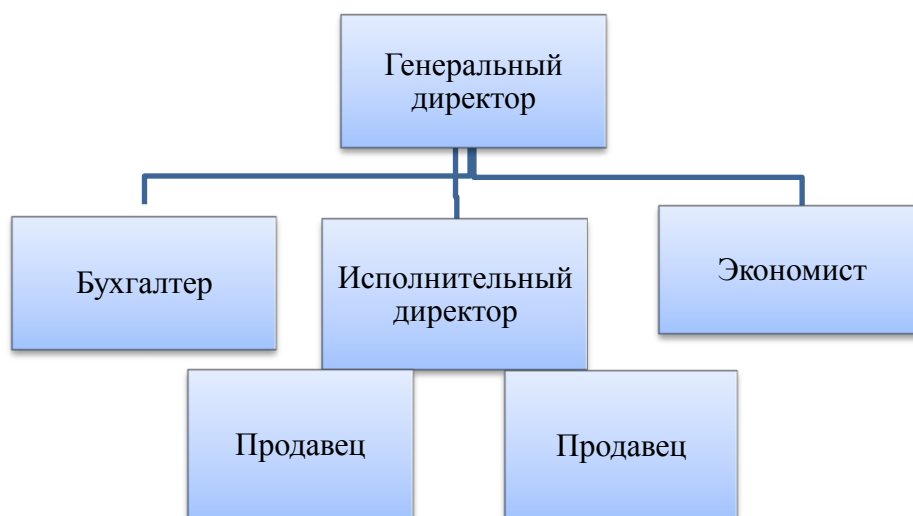 Генеральный
директор
Бухгалтер
Исполнительный
директор
Экономист
Продавец
Продавец